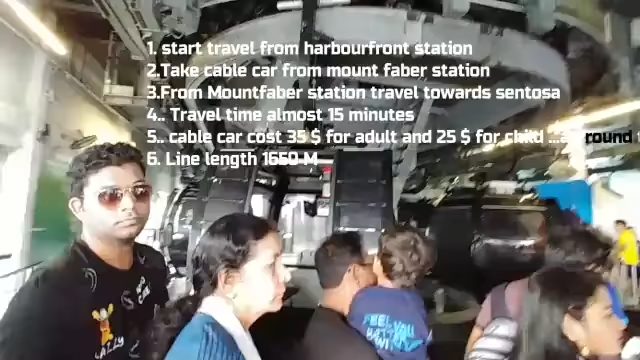 1. start travel from harbourfront station
2.Take cable car from mount faber station
3.From Mountfaber station travel towards sentosa
4.. Travel time almost 15 minutes
5.. cable car cost 35 $ for adult and 25 $ for child ... round
6. Line length 1650 M
FEEL YOU